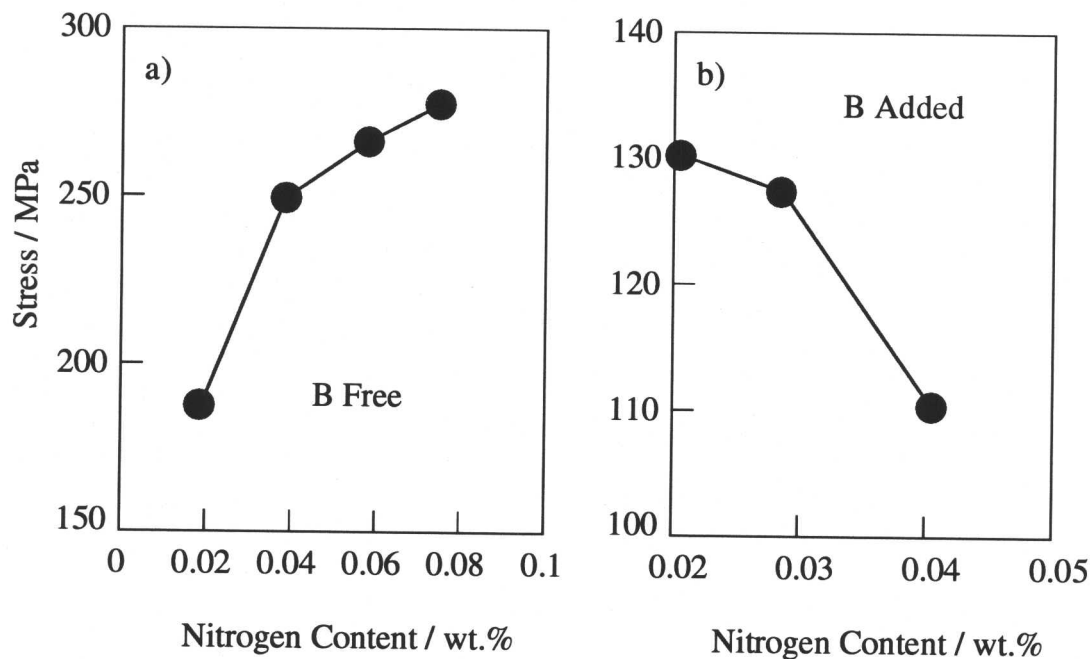 a)
B Free
Stress / MPa
300
250
200
150
0 0.02 0.04 0.06 0.08 0.1
Nitrogen Content / wt.%
b)
B Added
140
130
120
110
100
0.02 0.03 0.04 0.05
Nitrogen Content / wt.%